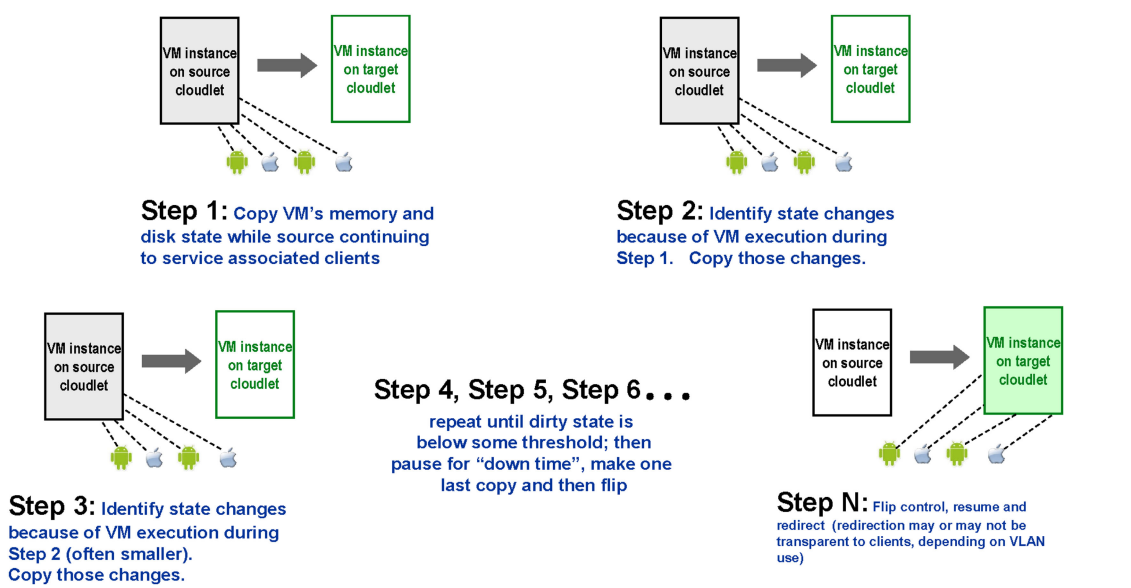 VM instance
on source
cloudlet
VM instance
on target
cloudlet
Step 1: Copy VM's memory and
disk state while source continuing
to service associated clients
VM instance
on source
cloudlet
VM instance
on target
cloudlet
Step 2: Identify state changes
because of VM execution during
Step 1. Copy those changes.
VM instance
on source
cloudlet
VM instance
on target
cloudlet
Step 3: Identify state changes
because of VM execution during
Step 2 (often smaller).
Copy those changes.
Step 4, Step 5, Step 6...
repeat until dirty state is
below some threshold; then
pause for “down time”, make one
last copy and then flip
VM instance
on source
cloudlet
VM instance
on target
cloudlet
Step N: Flip control, resume and
redirect (redirection may or may not be
transparent to clients, depending on VLAN
use)